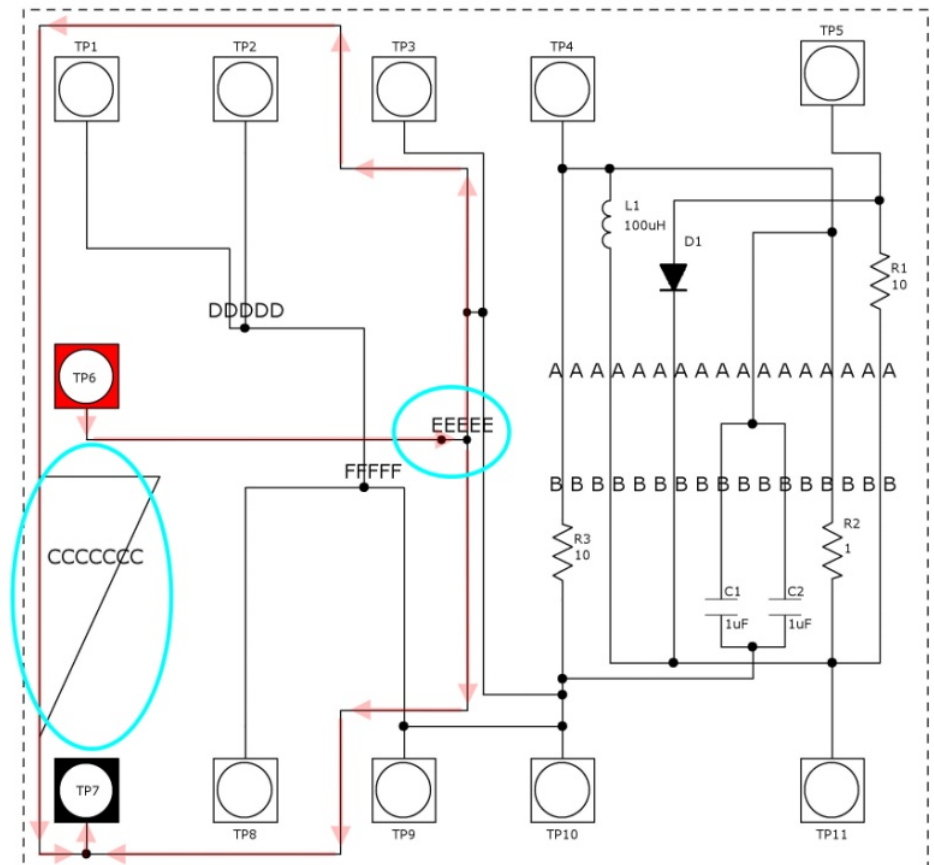 TP1 TP2 TP3 TP4 TP5
L1
100uH
D1
R1
10
DDDDD
TP6
A A A A A A A A A A A A A A A A A
EEEEE
FFFFF
B B B B B B B B B B B B B B B B B
CCCCCCC
R3
10
R2
1
C1
1uF
C2
1uF
TP7
TP8 TP9 TP10 TP11